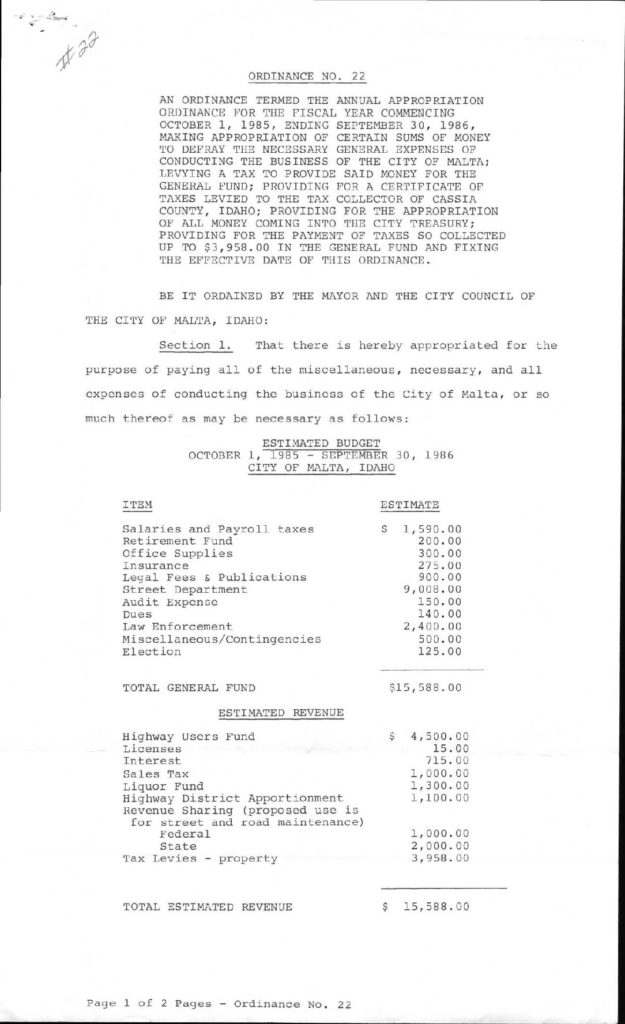 #22
ORDINANCE NO. 22
AN ORDINANCE TERMED THE ANNUAL APPROPRIATION
ORDINANCE FOR THE FISCAL YEAR COMMENCING
OCTOBER 1, 1985, ENDING SEPTEMBER 30, 1986,
MAKING APPROPRIATION OF CERTAIN SUMS OF MONEY
TO DEFRAY THE NECESSARY GENERAL EXPENSES OF
CONDUCTING THE BUSINESS OF THE CITY OF MALTA;
LEVYING A TAX TO PROVIDE SAID MONEY FOR THE
GENERAL FUND; PROVIDING FOR A CERTIFICATE OF
TAXES LEVIED TO THE TAX COLLECTOR OF CASSIA
COUNTY, IDAHO; PROVIDING FOR THE APPROPRIATION
OF ALL MONEY COMING INTO THE CITY TREASURY;
PROVIDING FOR THE PAYMENT OF TAXES SO COLLECTED
UP TO $3,958.00 IN THE GENERAL FUND AND FIXING
THE EFFECTIVE DATE OF THIS ORDINANCE.
BE IT ORDAINED BY THE MAYOR AND THE CITY COUNCIL OF
THE CITY OF MALTA, IDAHO:
Section 1. That there is hereby appropriated for the
purpose of paying all of the miscellaneous, necessary, and all
expenses of conducting the business of the City of Malta, or so
much thereof as may be necessary as follows:
ESTIMATED BUDGET
OCTOBER 1, 1985 - SEPTEMBER 30, 1986
CITY OF MALTA, IDAHO
ITEM ESTIMATE
Salaries and Payroll taxes $ 1,590.00
Retirement Fund 200.00
Office Supplies 300.00
Insurance 275.00
Legal Fees & Publications 900.00
Street Department 9,008.00
Audit Expense 150.00
Dues 140.00
Law Enforcement 2,400.00
Miscellaneous/Contingencies 500.00
Election 125.00
TOTAL GENERAL FUND $15,588.00
ESTIMATED REVENUE
Highway Users Fund $ 4,500.00
Licenses 15.00
Interest 715.00
Sales Tax 1,000.00
Liquor Fund 1,300.00
Highway District Apportionment 1,100.00
Revenue Sharing (proposed use is
for street and road maintenance)
Federal 1,000.00
State 2,000.00
Tax Levies - property 3,958.00
TOTAL ESTIMATED REVENUE $ 15,588.00
Page 1 of 2 Pages - Ordinance No. 22